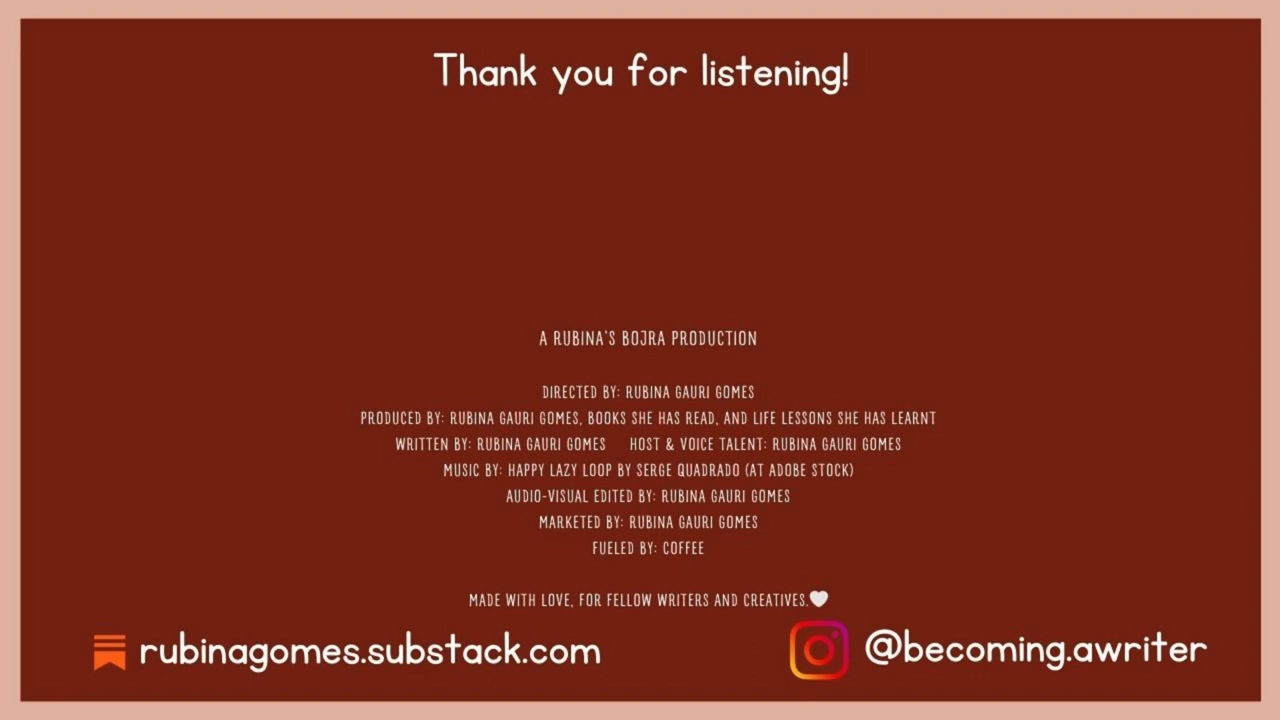 Thank you for listening!
A RUBINA'S BOJRA PRODUCTION
DIRECTED BY: RUBINA GAURI GOMES
PRODUCED BY: RUBINA GAURI GOMES, BOOKS SHE HAS READ, AND LIFE LESSONS SHE HAS LEARNT
WRITTEN BY: RUBINA GAURI GOMES HOST & VOICE TALENT: RUBINA GAURI GOMES
MUSIC BY: HAPPY LAZY LOOP BY SERGE QUADRADO (AT ADOBE STOCK)
AUDIO-VISUAL EDITED BY: RUBINA GAURI GOMES
MARKETED BY: RUBINA GAURI GOMES
FUELED BY: COFFEE
MADE WITH LOVE, FOR FELLOW WRITERS AND CREATIVES.🤍
rubinagomes.substack.com @becoming.awriter